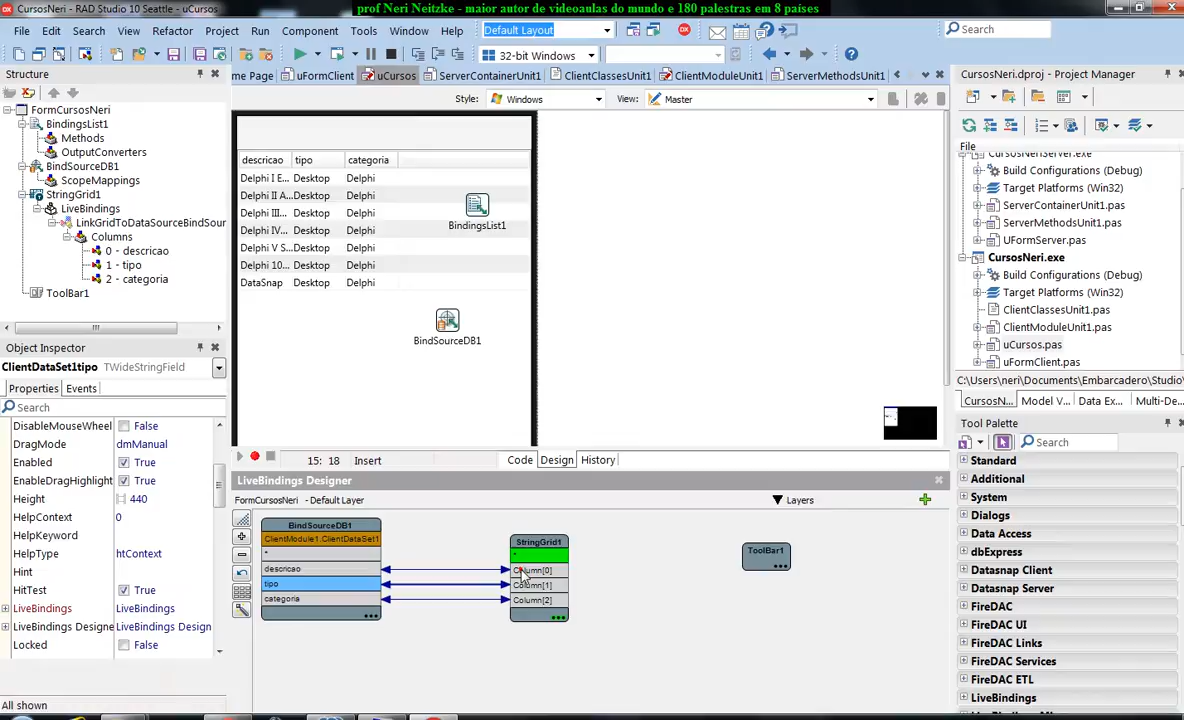 CursosNeri - RAD Studio 10 Seattle - uCursos
prof Neri Neitzke - maior autor de videoaulas do mundo e 180 palestras em 8 países
File Edit Search View Refactor Project Run Component Tools Window Help
Default Layout
Search
32-bit Windows
Structure
me Page uFormClient uCursos ServerContainerUnit1 ClientClassesUnit1 ClientModuleUnit1 ServerMethodsUnit1
CursosNeri.dproj - Project Manager
Style: Windows View: Master
FormCursosNeri
BindingsList1
Methods
OutputConverters
BindSourceDB1
ScopeMappings
StringGrid1
LiveBindings
LinkGridToDataSourceBindSour
Columns
0 - descricao
1 - tipo
2 - categoria
ToolBar1
descricao tipo categoria
Delphi I E... Desktop Delphi
Delphi II A... Desktop Delphi
Delphi III... Desktop Delphi
Delphi IV... Desktop Delphi
Delphi V S... Desktop Delphi
Delphi 10... Desktop Delphi
DataSnap Desktop Delphi
BindingsList1
BindSourceDB1
File
CursosNeriServer.exe
Build Configurations (Debug)
Target Platforms (Win32)
ServerContainerUnit1.pas
ServerMethodsUnit1.pas
UFormServer.pas
CursosNeri.exe
Build Configurations (Debug)
Target Platforms (Win32)
ClientClassesUnit1.pas
ClientModuleUnit1.pas
uCursos.pas
uFormClient.pas
C:\Users\neri\Documents\Embarcadero\Studio\
CursosN... Model V... Data Ex... Multi-De...
Object Inspector
ClientDataSet1tipo TWideStringField
Properties Events
Search
DisableMouseWheel False
DragMode dmManual
Enabled True
EnableDragHighlight True
Height 440
HelpContext 0
HelpKeyword
HelpType htContext
Hint
HitTest True
LiveBindings LiveBindings
LiveBindings Designe LiveBindings Design
Locked False
All shown
15: 18 Insert
Code Design History
LiveBindings Designer
FormCursosNeri - Default Layer
Layers
BindSourceDB1
ClientModule1.ClientDataSet1
*
descricao
tipo
categoria
StringGrid1
*
Column[0]
Column[1]
Column[2]
ToolBar1
Tool Palette
Search
Standard
Additional
System
Dialogs
Data Access
dbExpress
Datasnap Client
Datasnap Server
FireDAC
FireDAC UI
FireDAC Links
FireDAC Services
FireDAC ETL
LiveBindings